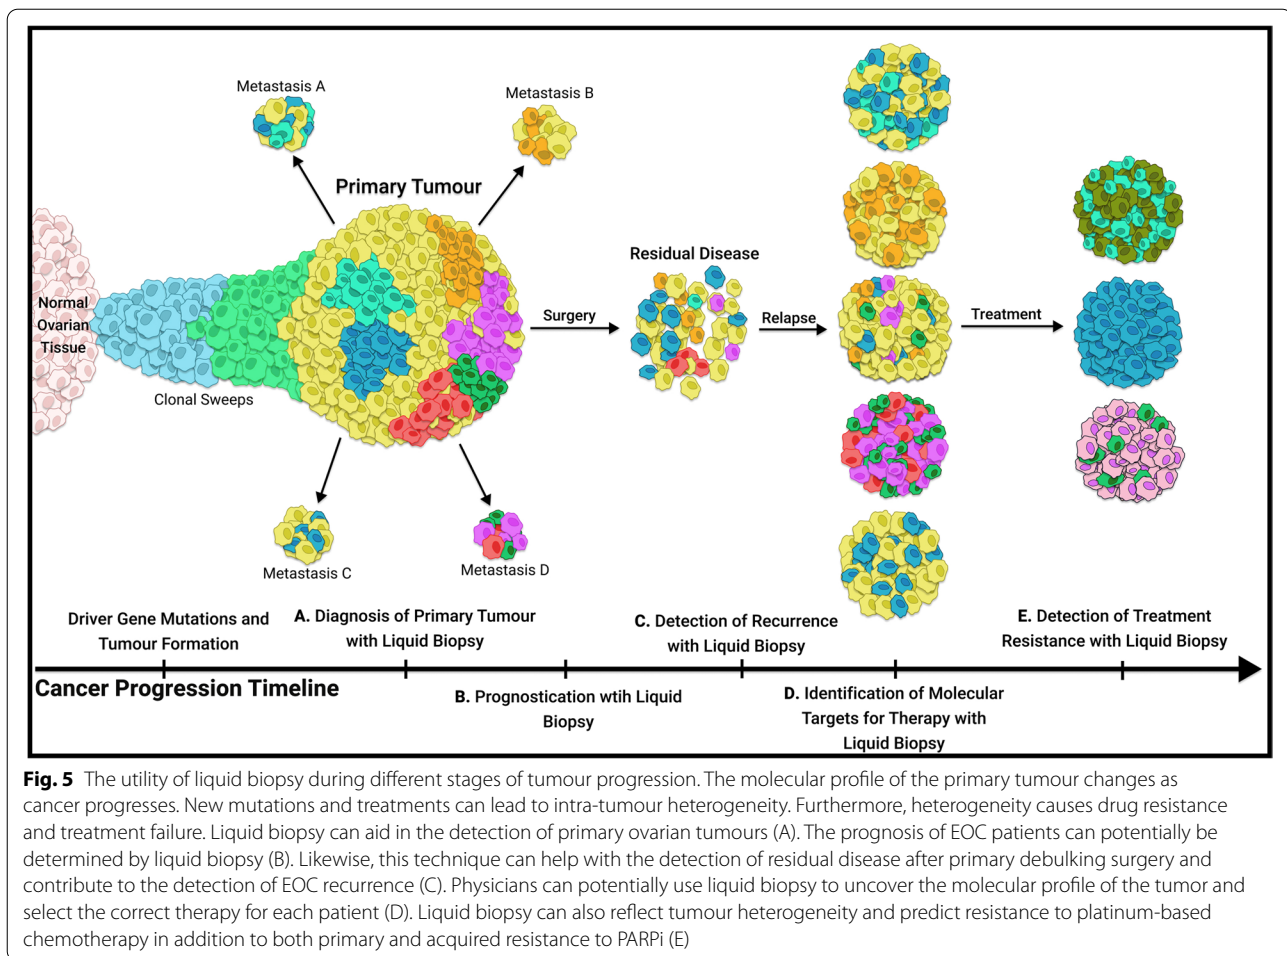 Metastasis A
Metastasis B
Primary Tumour
Normal
Ovarian
Tissue
Clonal Sweeps
Surgery
Residual Disease
Relapse
Treatment
Metastasis C
Metastasis D
Driver Gene Mutations and
Tumour Formation
A. Diagnosis of Primary Tumour
with Liquid Biopsy
C. Detection of Recurrence
with Liquid Biopsy
E. Detection of Treatment
Resistance with Liquid Biopsy
Cancer Progression Timeline
B. Prognostication wtih Liquid
Biopsy
D. Identification of Molecular
Targets for Therapy with
Liquid Biopsy
Fig. 5 The utility of liquid biopsy during different stages of tumour progression. The molecular profile of the primary tumour changes as
cancer progresses. New mutations and treatments can lead to intra-tumour heterogeneity. Furthermore, heterogeneity causes drug resistance
and treatment failure. Liquid biopsy can aid in the detection of primary ovarian tumours (A). The prognosis of EOC patients can potentially be
determined by liquid biopsy (B). Likewise, this technique can help with the detection of residual disease after primary debulking surgery and
contribute to the detection of EOC recurrence (C). Physicians can potentially use liquid biopsy to uncover the molecular profile of the tumor and
select the correct therapy for each patient (D). Liquid biopsy can also reflect tumour heterogeneity and predict resistance to platinum-based
chemotherapy in addition to both primary and acquired resistance to PARPi (E)